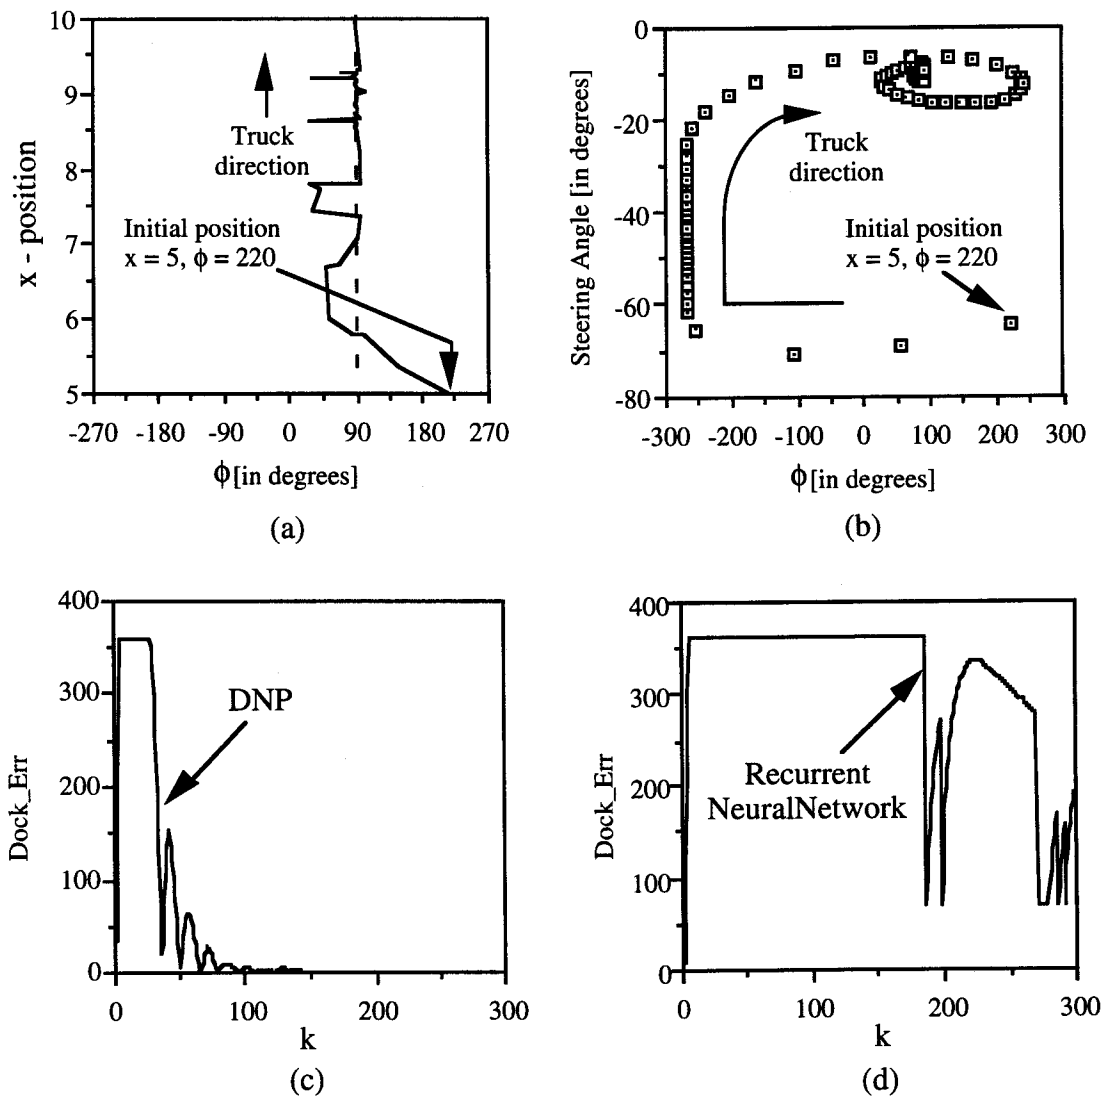 10
9
8
7
6
5
x - position
Truck
direction
Initial position
x = 5, ϕ = 220
-270 -180 -90 0 90 180 270
ϕ [in degrees]
(a)
0
-20
-40
-60
-80
Steering Angle [in degrees]
Truck
direction
Initial position
x = 5, ϕ = 220
-300 -200 -100 0 100 200 300
ϕ [in degrees]
(b)
400
300
200
100
0
Dock_Err
DNP
0 100 200 300
k
(c)
400
300
200
100
0
Dock_Err
Recurrent
NeuralNetwork
0 100 200 300
k
(d)